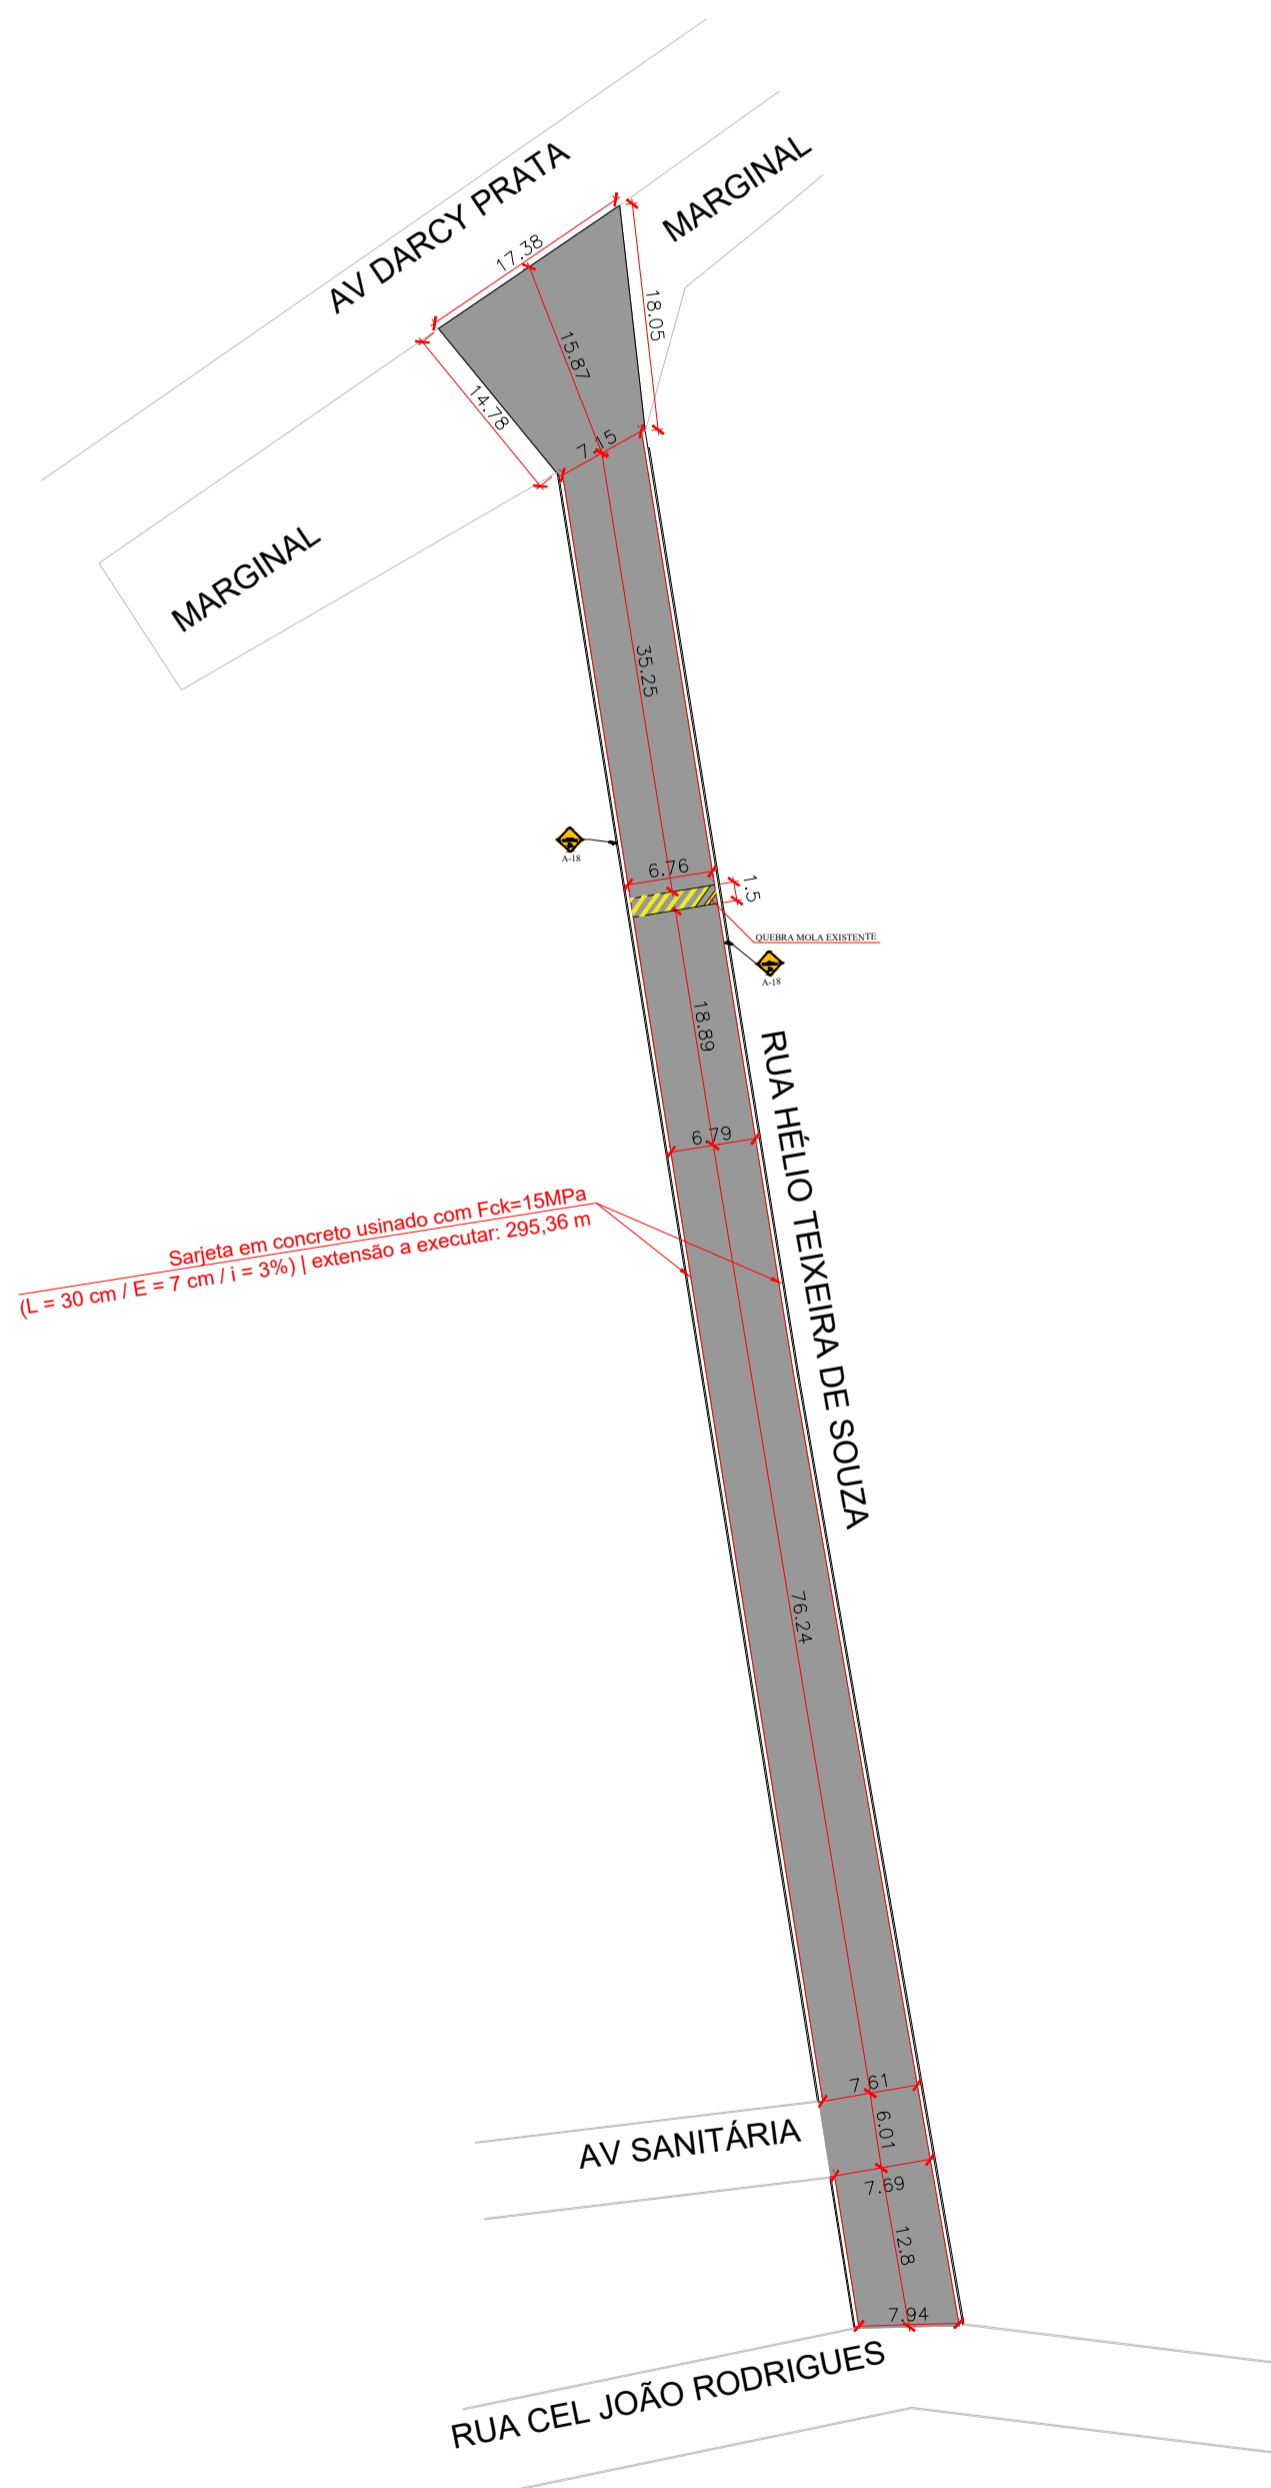 AV DARCY PRATA
MARGINAL
17.38
18.05
15.87
14.78
7.15
MARGINAL
35.25
A-18
6.76
1.5
QUEBRA MOLA EXISTENTE
A-18
18.89
RUA HÉLIO TEIXEIRA DE SOUZA
6.79
Sarjeta em concreto usinado com Fck=15MPa
(L = 30 cm / E = 7 cm / i = 3%) | extensão a executar: 295,36 m
76.24
7.61
AV SANITÁRIA
6.01
7.69
12.8
7.94
RUA CEL JOÃO RODRIGUES